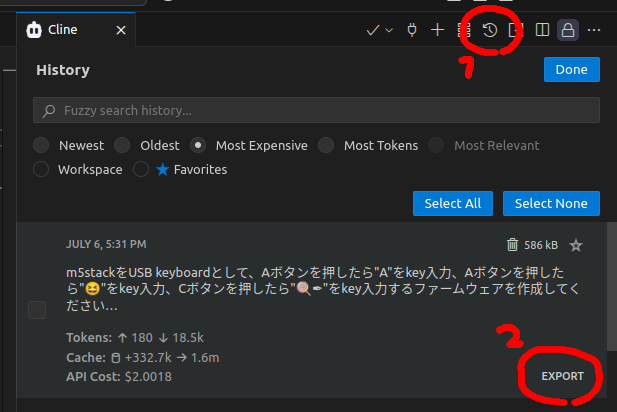 Cline
1
History
Done
Fuzzy search history...
Newest Oldest Most Expensive Most Tokens Most Relevant
Workspace ★ Favorites
Select All Select None
JULY 6, 5:31 PM 586 kB
m5stackをUSB keyboardとして、Aボタンを押したら"A"をkey入力、Aボタンを押した
ら"😆"をkey入力、Cボタンを押したら"🍭✒"をkey入力するファームウェアを作成してく
ださい...
2
Tokens: ↑ 180 ↓ 18.5k
Cache: +332.7k → 1.6m
API Cost: $2.0018
EXPORT